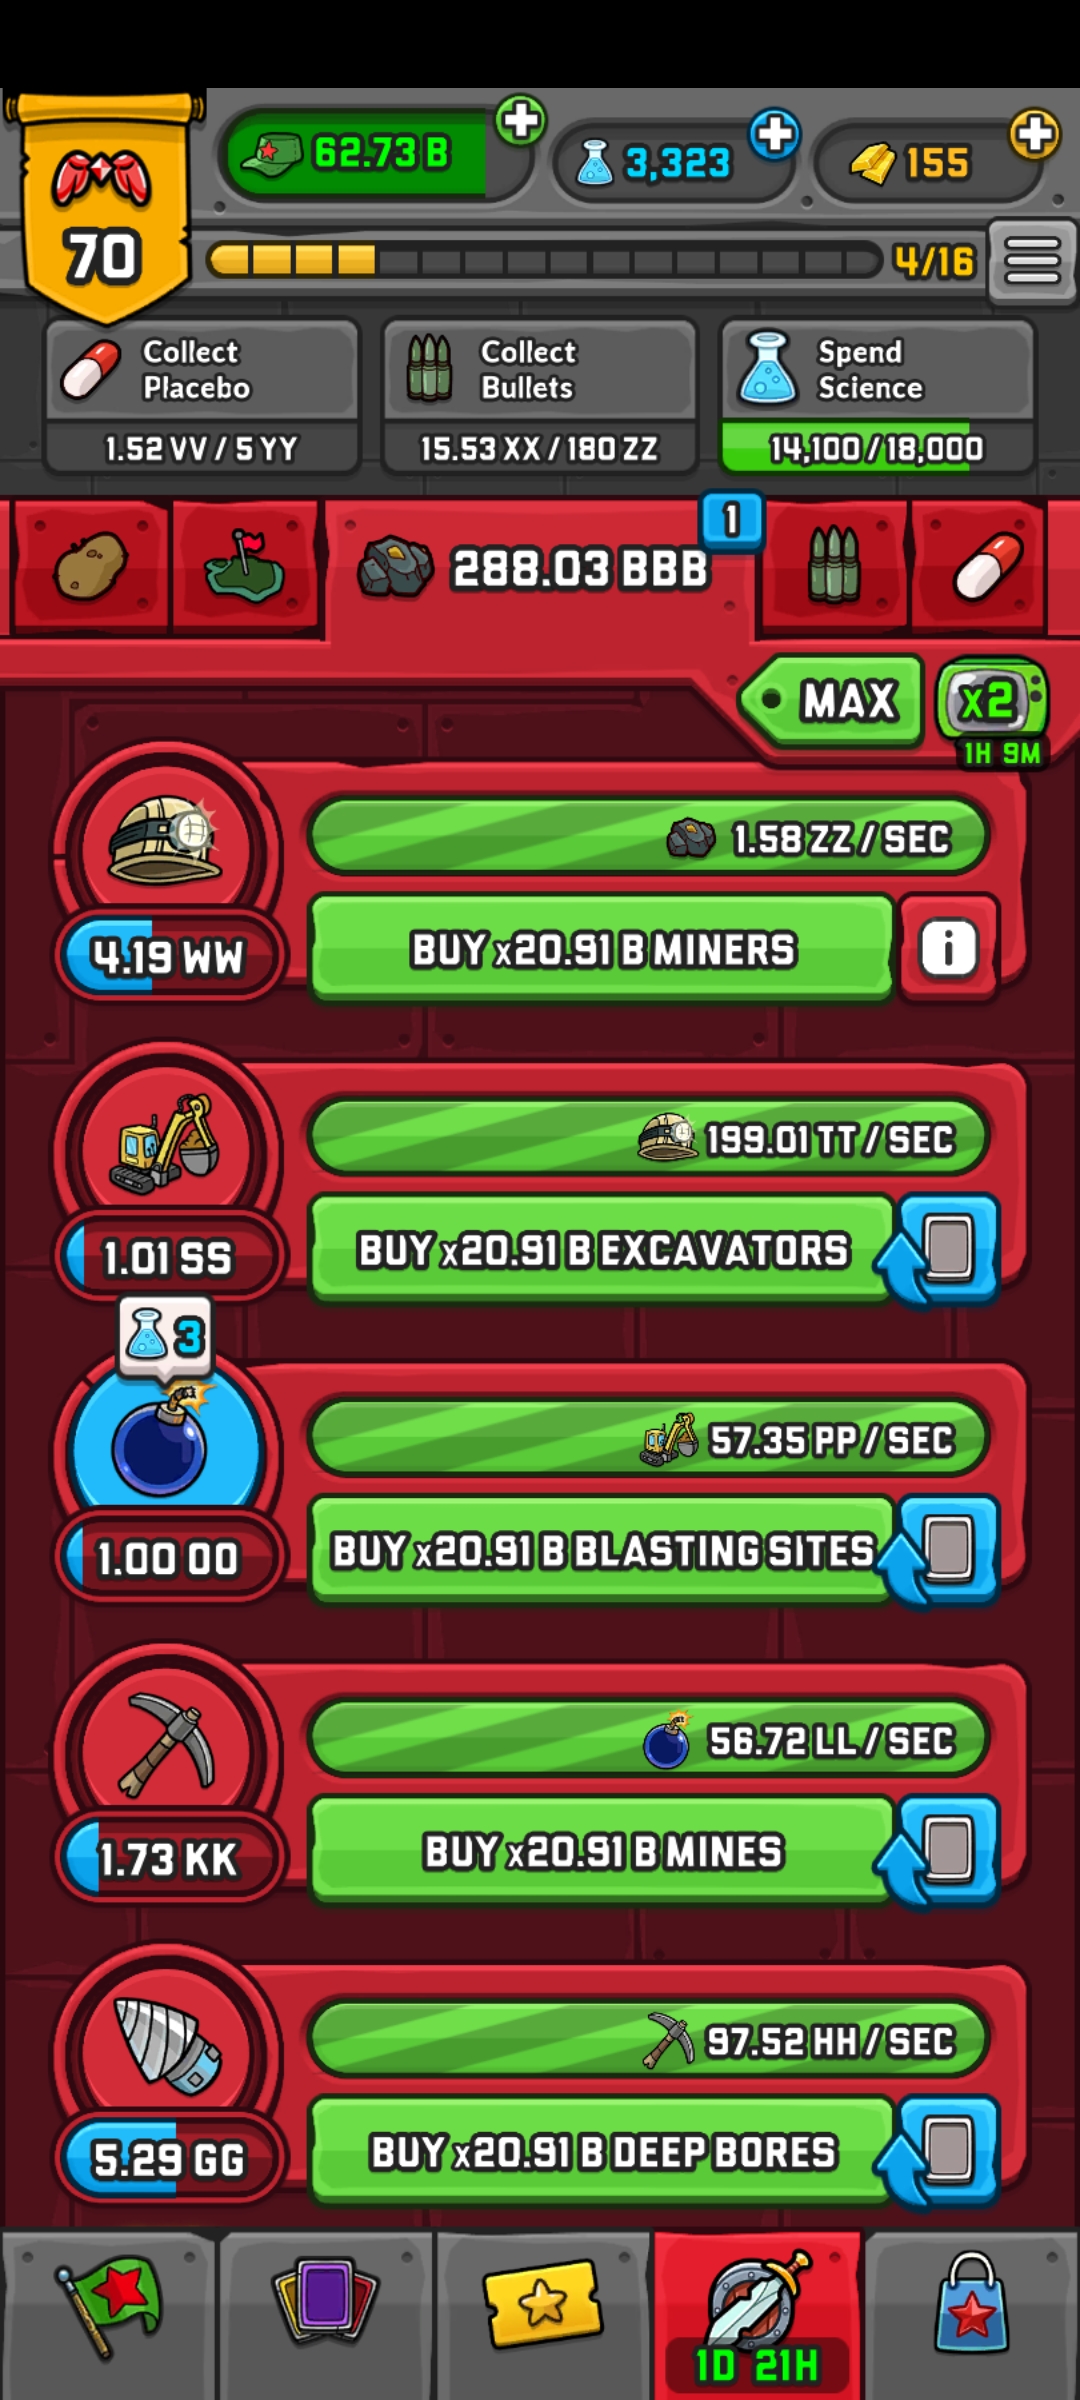 62.73 B
3,323
155
70
4/16
Collect
Placebo
1.52 VV / 5 YY
Collect
Bullets
15.53 XX / 180 ZZ
Spend
Science
14,100 / 18,000
1
288.03 BBB
MAX
x2
1H 9M
1.58 ZZ / SEC
4.19 WW
BUY x20.91 B MINERS
i
199.01 TT / SEC
1.01 SS
BUY x20.91 B EXCAVATORS
3
57.35 PP / SEC
1.00 OO
BUY x20.91 B BLASTING SITES
56.72 LL / SEC
1.73 KK
BUY x20.91 B MINES
97.52 HH / SEC
5.29 GG
BUY x20.91 B DEEP BORES
1D 21H